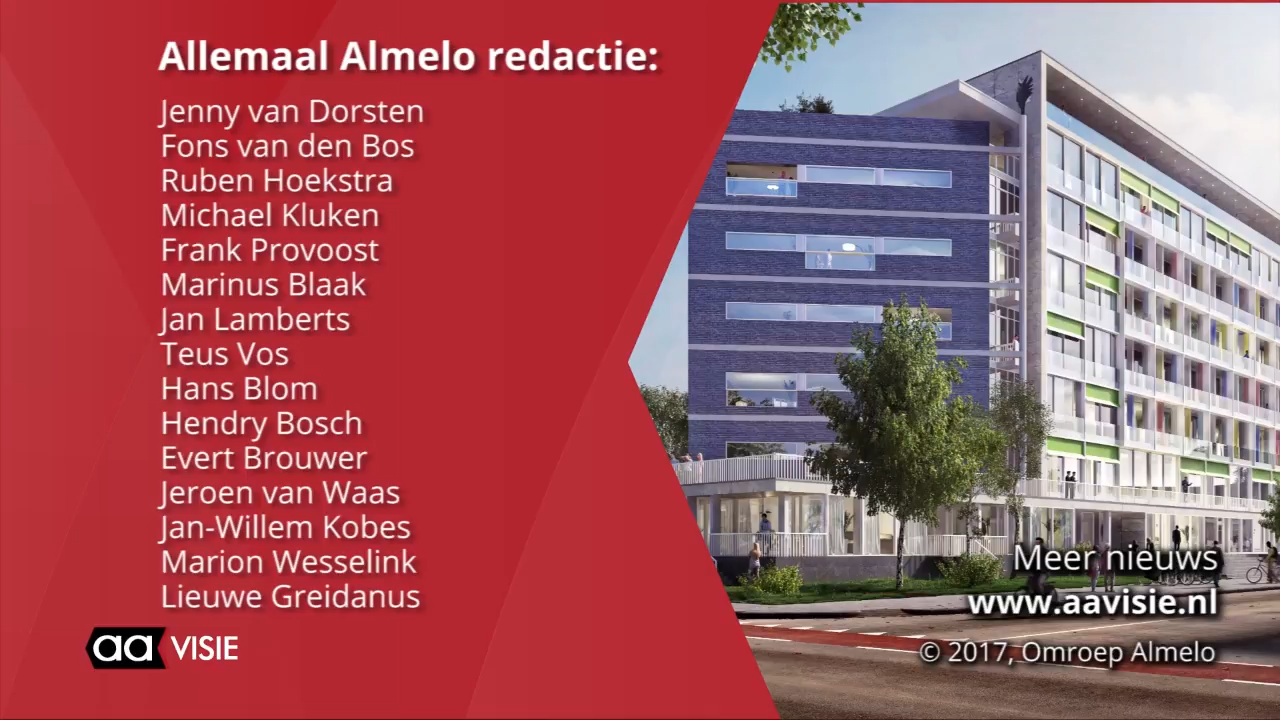 Allemaal Almelo redactie:
Jenny van Dorsten
Fons van den Bos
Ruben Hoekstra
Michael Kluken
Frank Provoost
Marinus Blaak
Jan Lamberts
Teus Vos
Hans Blom
Hendry Bosch
Evert Brouwer
Jeroen van Waas
Jan-Willem Kobes
Marion Wesselink
Lieuwe Greidanus
aa VISIE
Meer nieuws
www.aavisie.nl
© 2017, Omroep Almelo